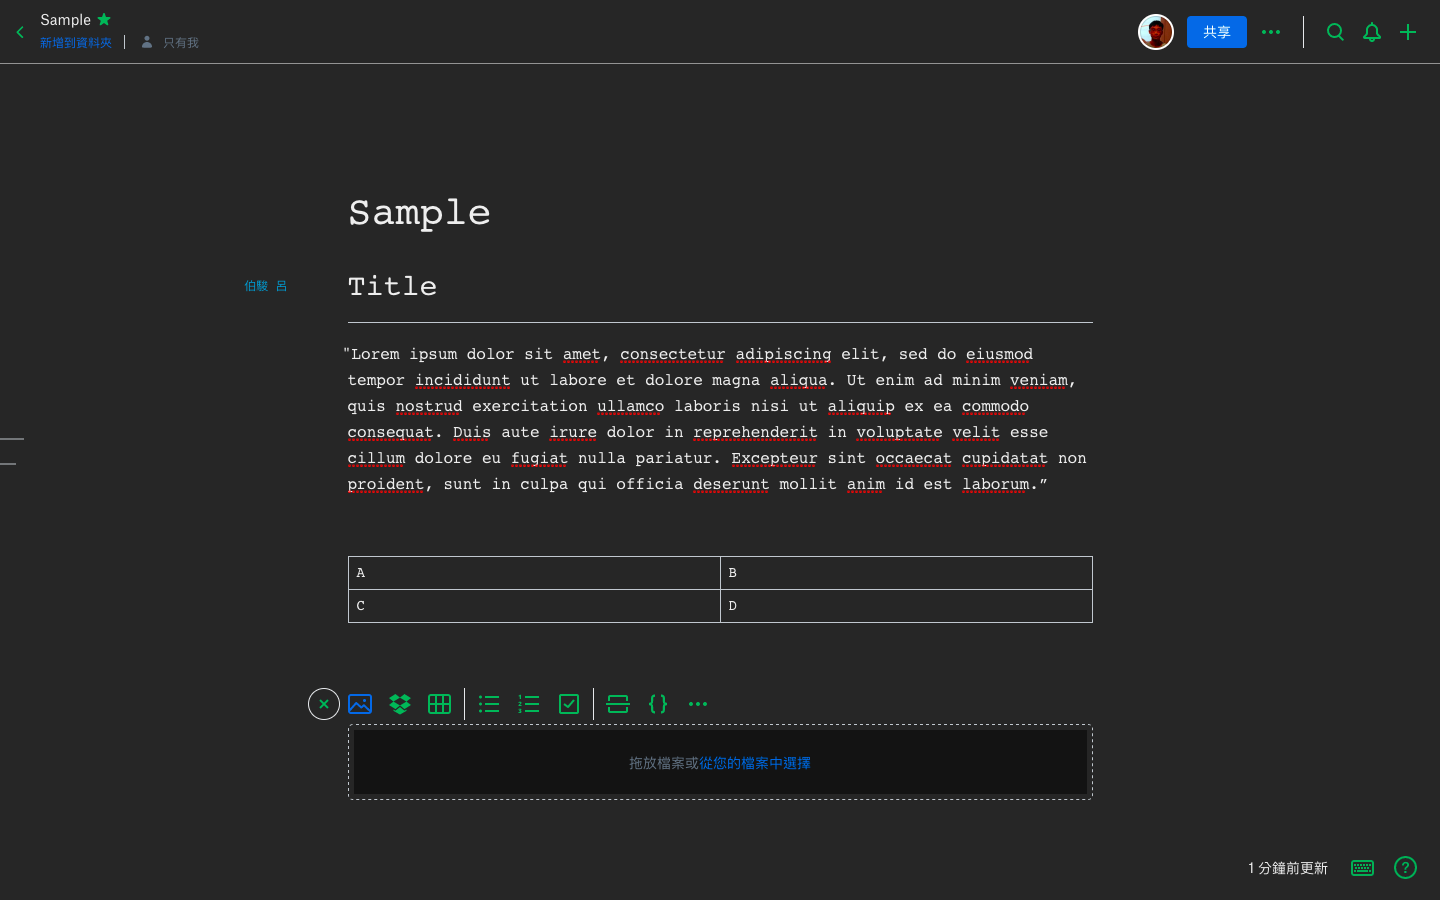 Sample
新增到資料夾
只有我
共享
Sample
伯駿 呂
Title
"Lorem ipsum dolor sit amet, consectetur adipiscing elit, sed do eiusmod
tempor incididunt ut labore et dolore magna aliqua. Ut enim ad minim veniam,
quis nostrud exercitation ullamco laboris nisi ut aliquip ex ea commodo
consequat. Duis aute irure dolor in reprehenderit in voluptate velit esse
cillum dolore eu fugiat nulla pariatur. Excepteur sint occaecat cupidatat non
proident, sunt in culpa qui officia deserunt mollit anim id est laborum.”
A B
C D
拖放檔案或從您的檔案中選擇
1 分鐘前更新